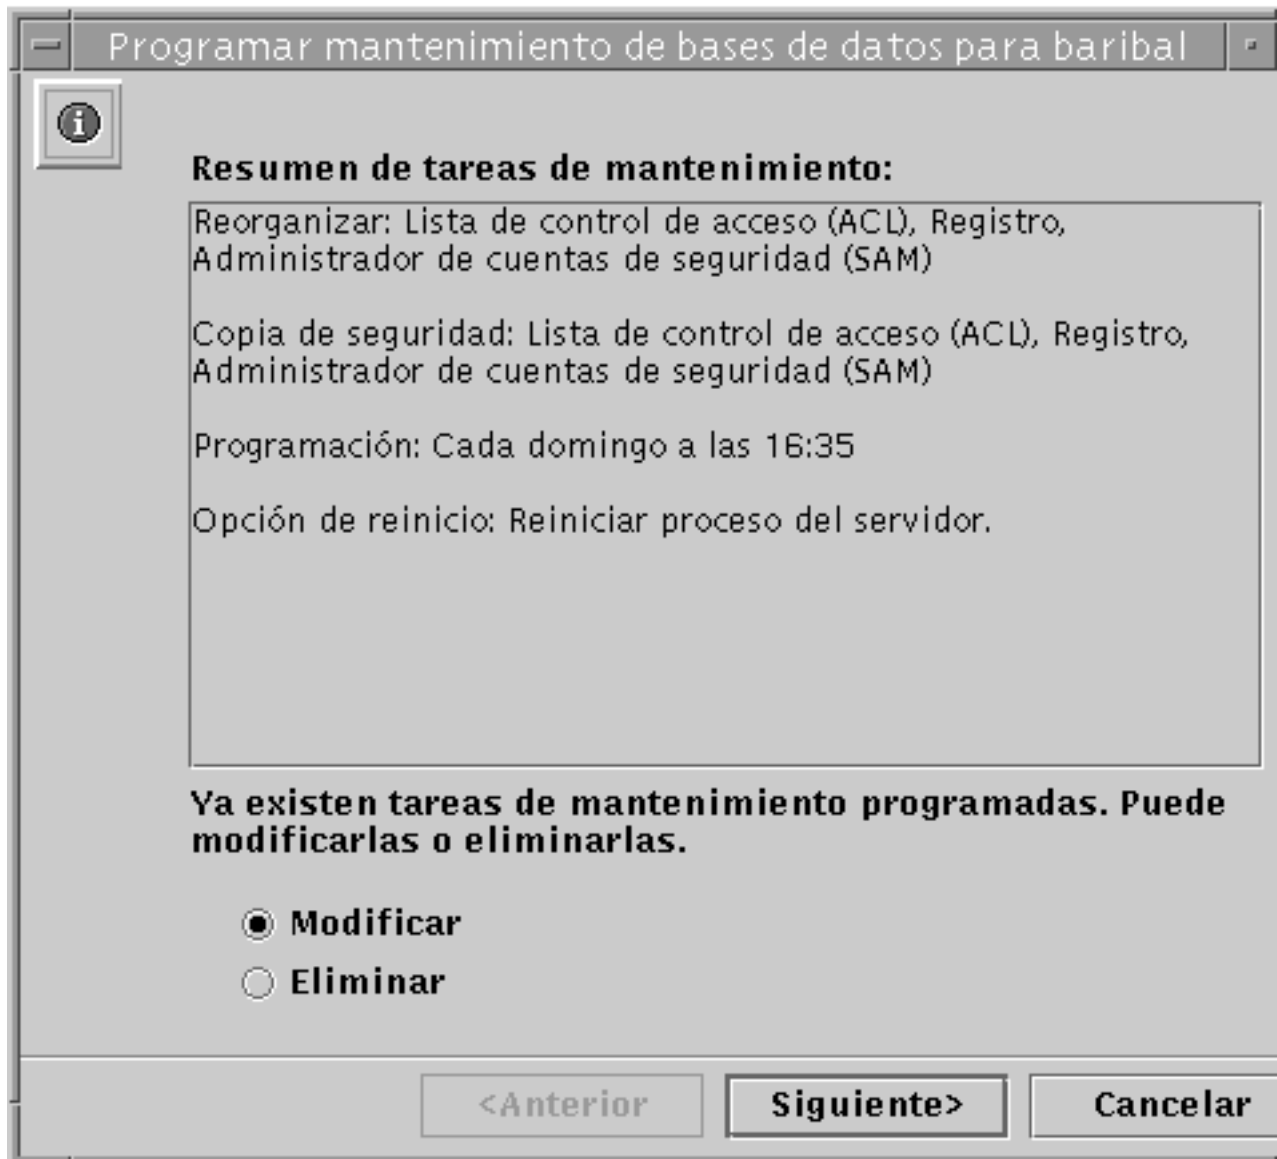 Programar mantenimiento de bases de datos para baribal
Resumen de tareas de mantenimiento:
Reorganizar: Lista de control de acceso (ACL), Registro,
Administrador de cuentas de seguridad (SAM)
Copia de seguridad: Lista de control de acceso (ACL), Registro,
Administrador de cuentas de seguridad (SAM)
Programación: Cada domingo a las 16:35
Opción de reinicio: Reiniciar proceso del servidor.
Ya existen tareas de mantenimiento programadas. Puede
modificarlas o eliminarlas.
Modificar
Eliminar
<Anterior Siguiente> Cancelar